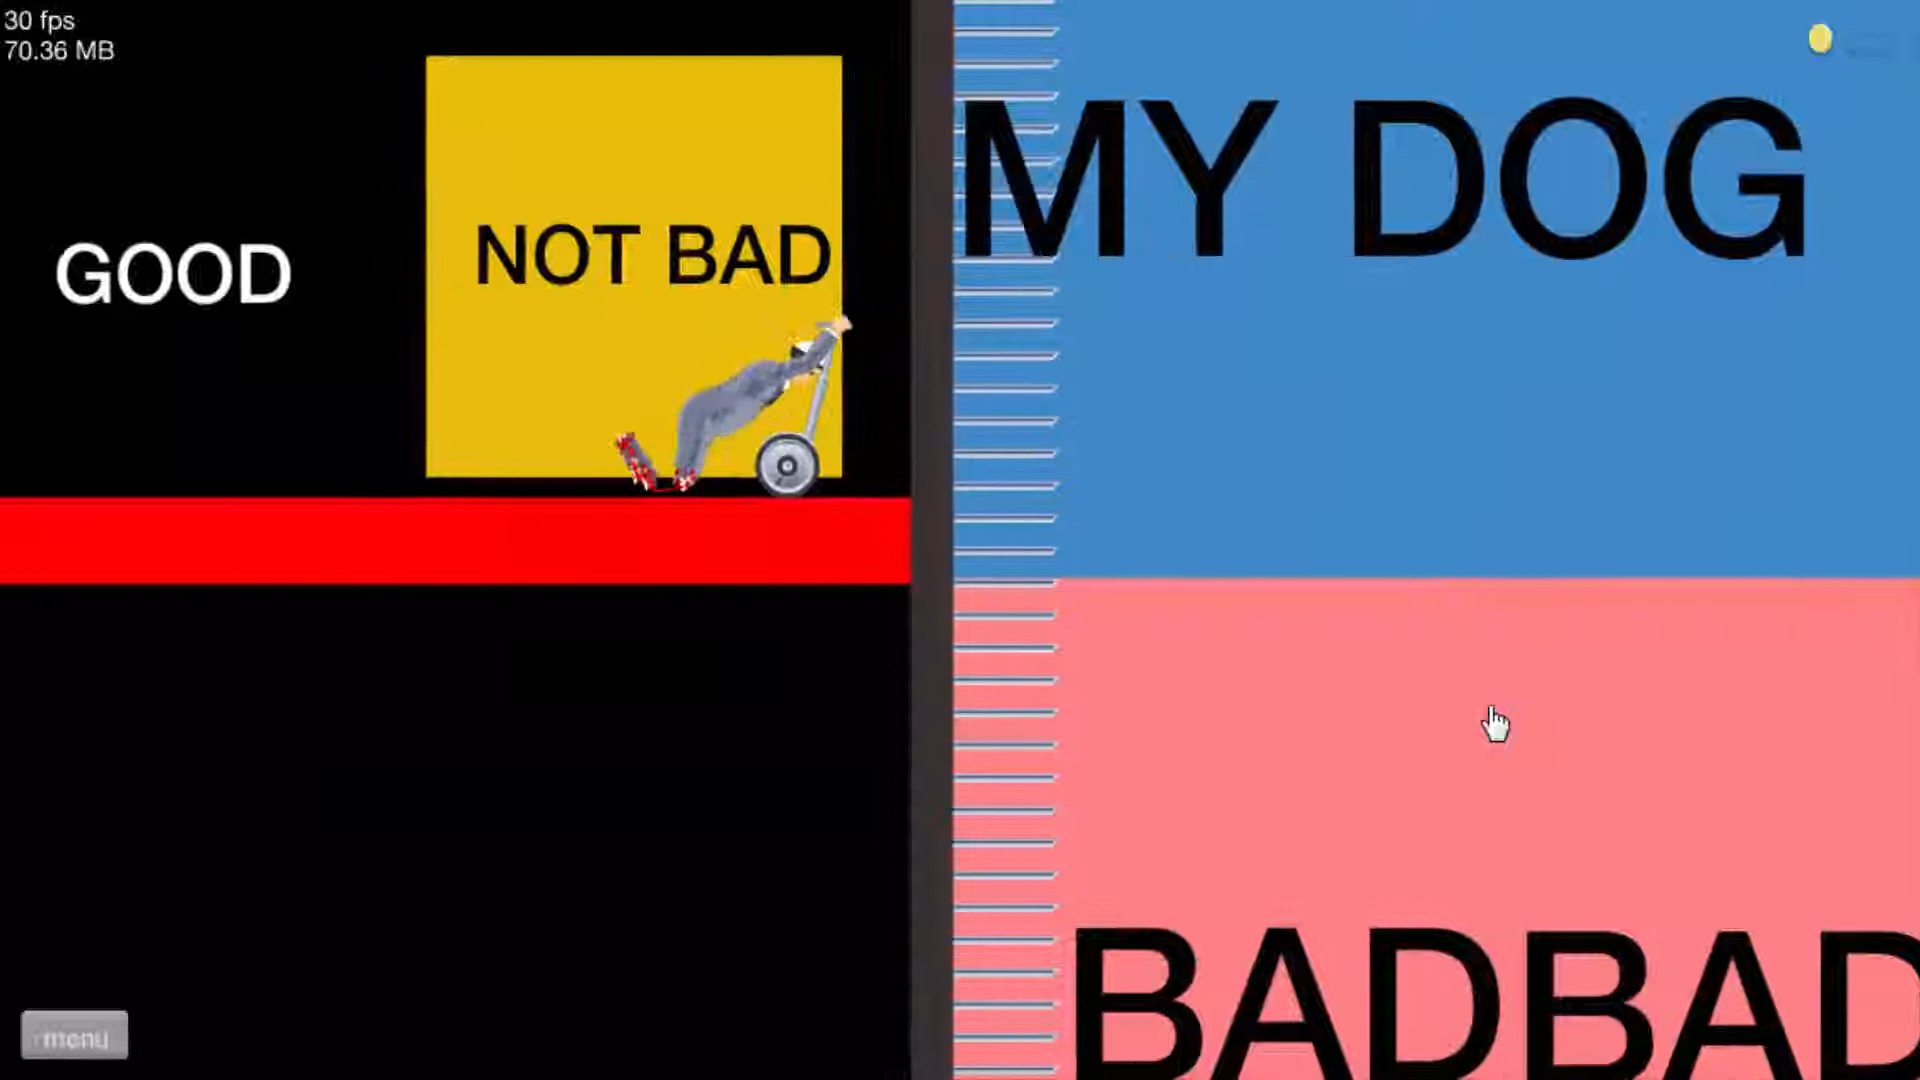 30 fps
70.36 MB
GOOD
NOT BAD
MY DOG
BADBAD
menu